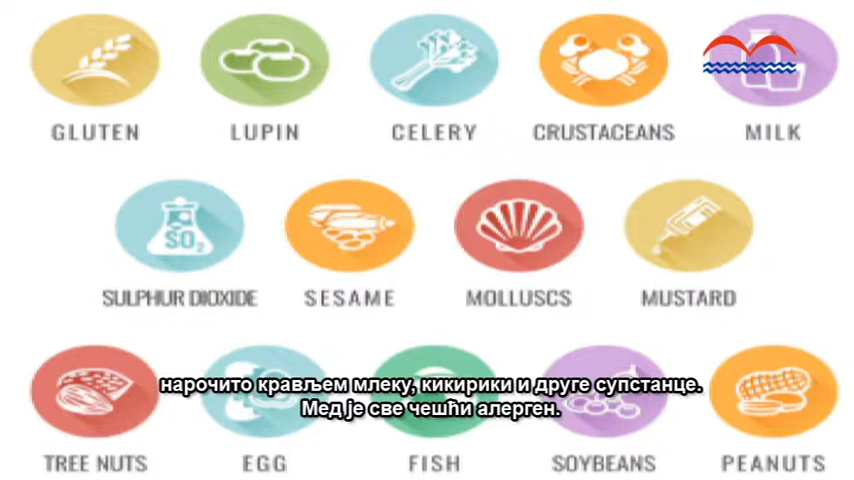 GLUTEN
LUPIN
CELERY
CRUSTACEANS
MILK
SO2
SULPHUR DIOXIDE
SESAME
MOLLUSCS
MUSTARD
нарочито крављем млеку, кикирики и друге супстанце.
Мед је све чешћи алерген.
TREE NUTS
EGG
FISH
SOYBEANS
PEANUTS